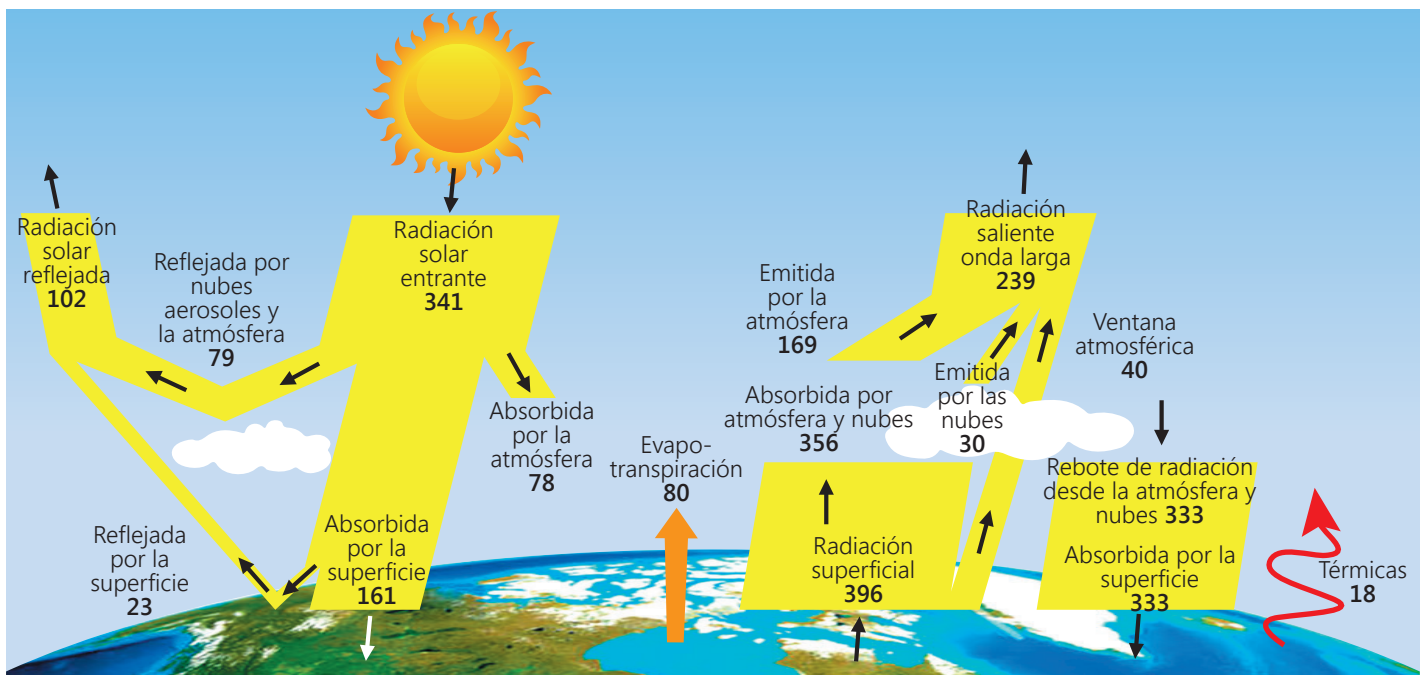 Radiación
solar
reflejada
102
Reflejada por
nubes
aerosoles y
la atmósfera
79
Radiación
solar
entrante
341
Absorbida
por la
atmósfera
78
Reflejada
por la
superficie
23
Absorbida
por la
superficie
161
Evapo-
transpiración
80
Radiación
saliente
onda larga
239
Emitida
por la
atmósfera
169
Absorbida por
atmósfera y nubes
356
Emitida
por las
nubes
30
Ventana
atmosférica
40
Radiación
superficial
396
Rebote de radiación
desde la atmósfera y
nubes 333
Absorbida por la
superficie
333
Térmicas
18